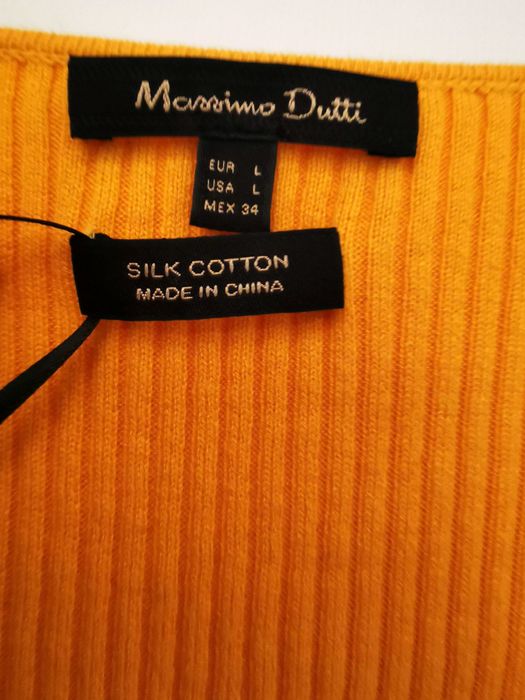 Massimo Dutti
EUR L
USA L
MEX 34
SILK COTTON
MADE IN CHINA